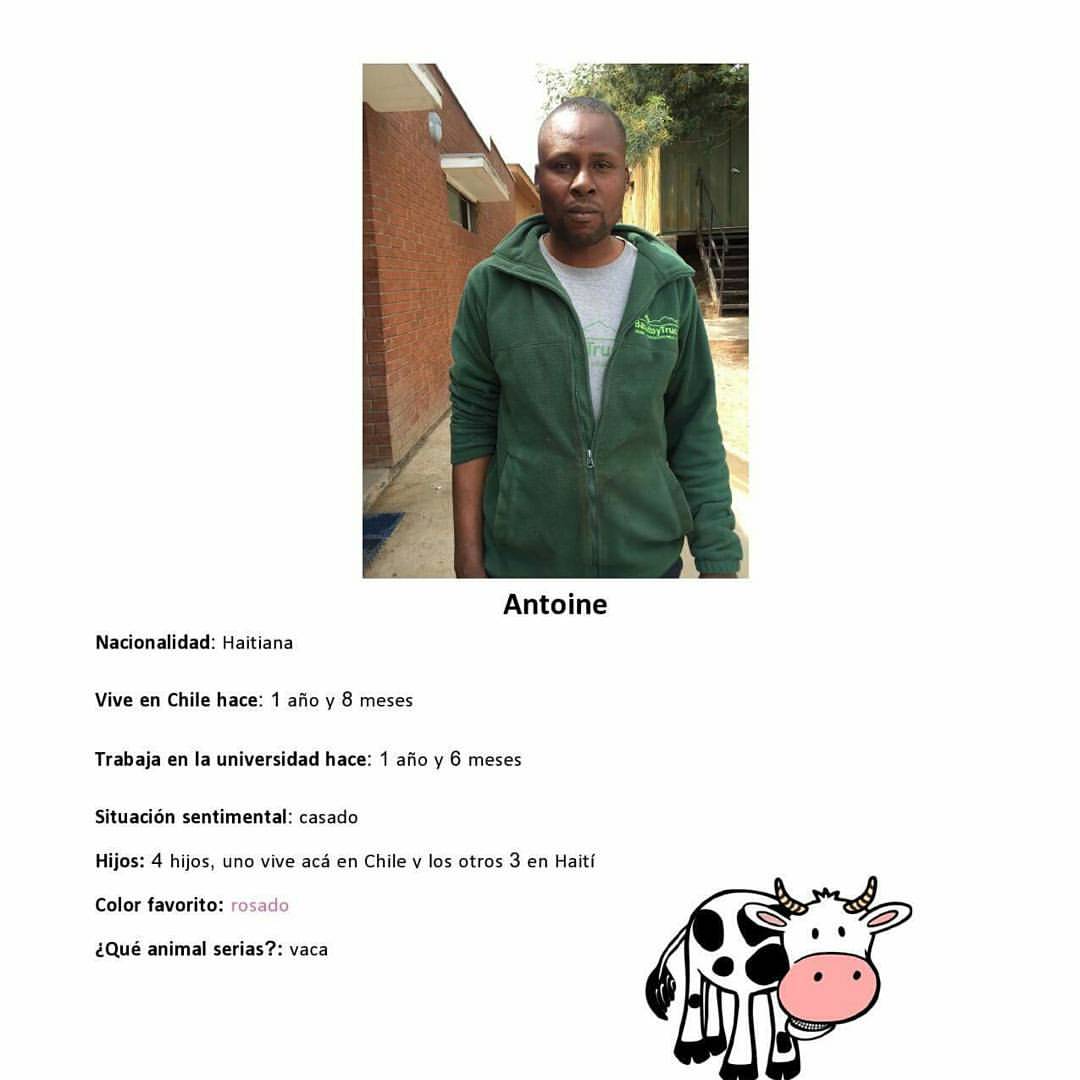 Tru
Antoine
Nacionalidad: Haitiana
Vive en Chile hace: 1 año y 8 meses
Trabaja en la universidad hace: 1 año y 6 meses
Situación sentimental: casado
Hijos: 4 hijos, uno vive acá en Chile y los otros 3 en Haití
Color favorito: rosado
¿Qué animal serias?: vaca